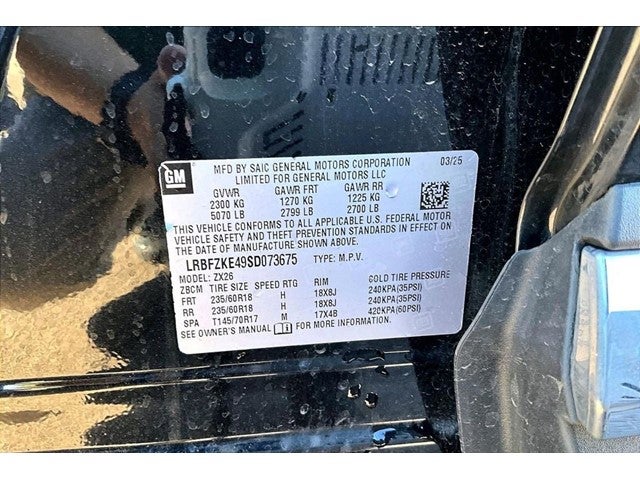 GM
MFD BY SAIC GENERAL MOTORS CORPORATION 03/25
LIMITED FOR GENERAL MOTORS LLC
GVWR GAWR FRT GAWR RR
2300 KG 1270 KG 1225 KG
5070 LB 2799 LB 2700 LB
THIS VEHICLE CONFORMS TO ALL APPLICABLE U.S. FEDERAL MOTOR
VEHICLE SAFETY AND THEFT PREVENTION STANDARDS IN EFFECT ON
THE DATE OF MANUFACTURE SHOWN ABOVE.
LRBFZKE49SD073675 TYPE: M.P.V.
MODEL: ZX26
ZBCM TIRE SIZE SPEED RTG RIM COLD TIRE PRESSURE
FRT 235/60R18 H 18X8J 240KPA(35PSI)
RR 235/60R18 H 18X8J 240KPA(35PSI)
SPA T145/70R17 M 17X4B 420KPA(60PSI)
SEE OWNER'S MANUAL i FOR MORE INFORMATION.